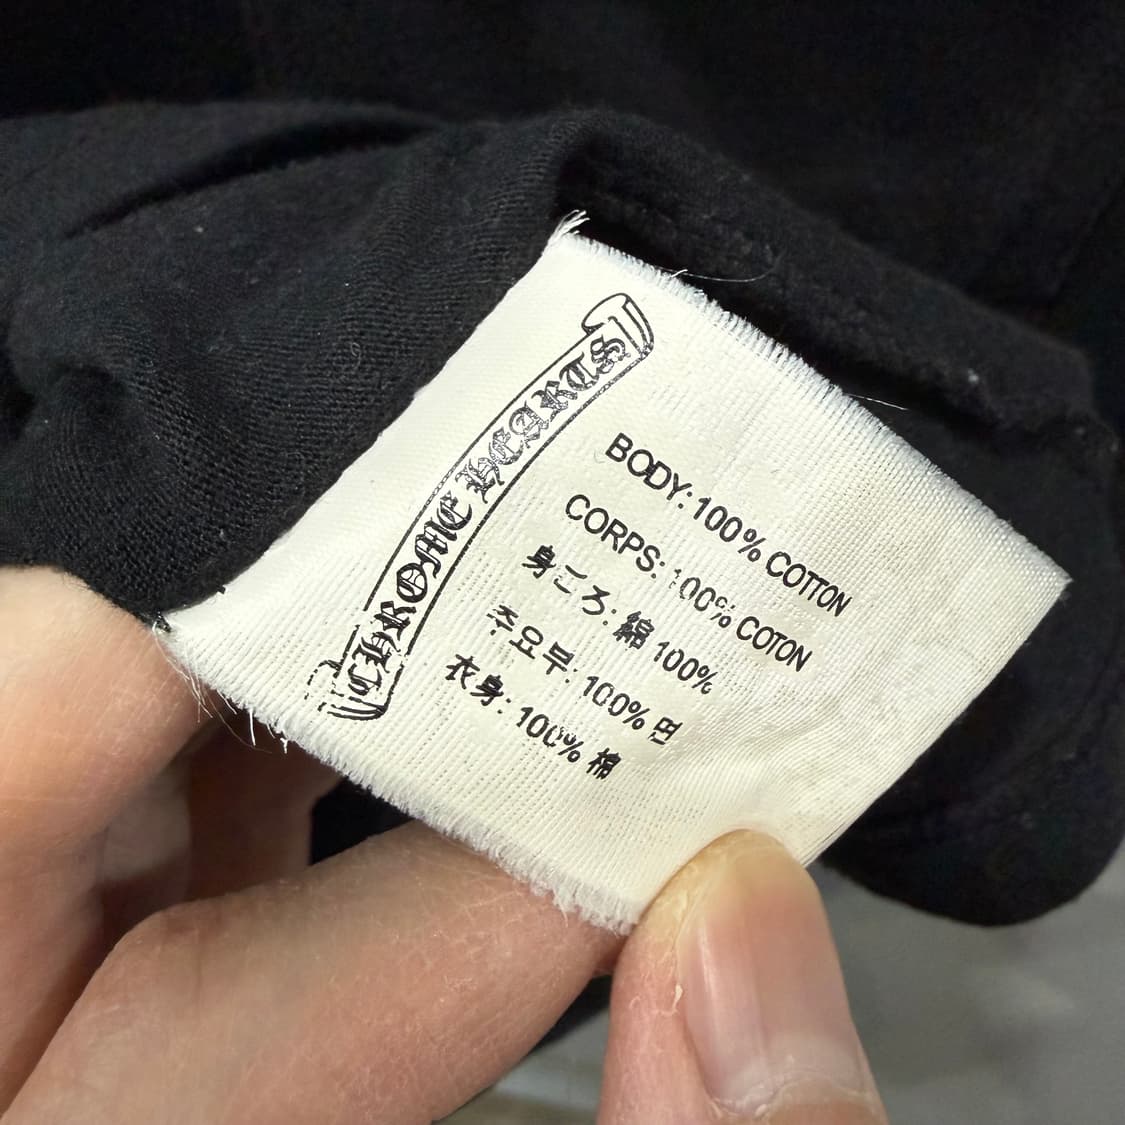 CHROME HEARTS
BODY: 100% COTTON
CORPS: 100% COTON
身ごろ: 綿 100%
주요부: 100% 면
衣身: 100% 棉